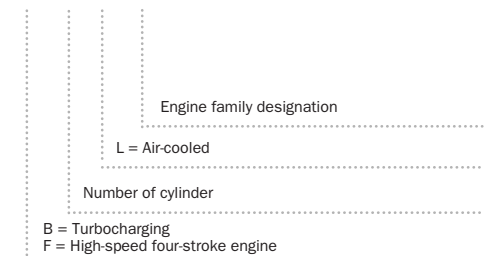 Engine family designation
L = Air-cooled
Number of cylinder
B = Turbocharging
F = High-speed four-stroke engine